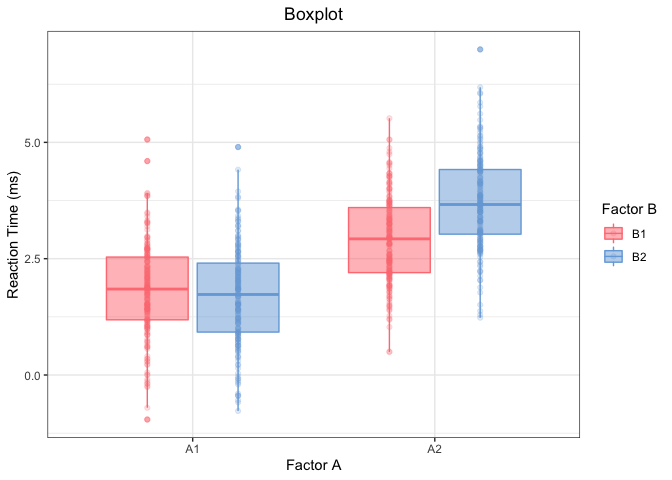 Boxplot
Reaction Time (ms)
5.0
2.5
0.0
A1
A2
Factor A
Factor B
B1
B2